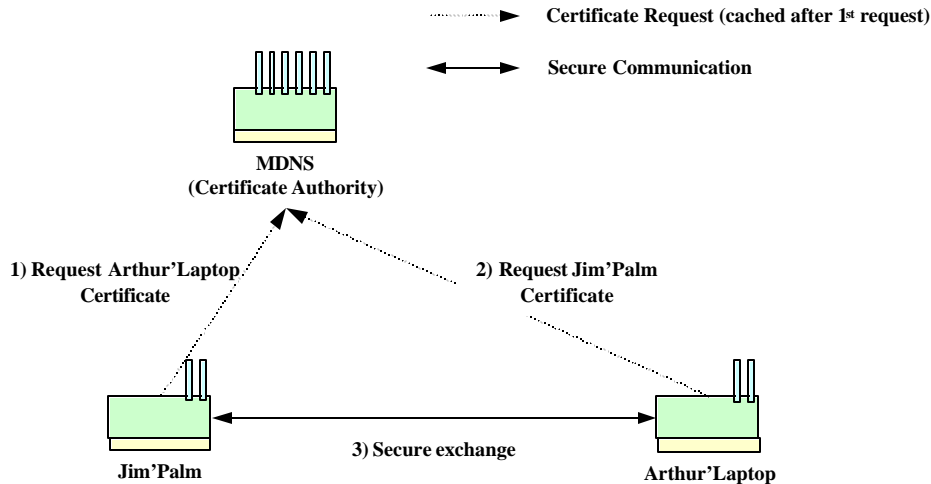 Certificate Request (cached after 1st request)
Secure Communication
MDNS
(Certificate Authority)
1) Request Arthur’Laptop
Certificate
2) Request Jim’Palm
Certificate
3) Secure exchange
Jim’Palm
Arthur’Laptop